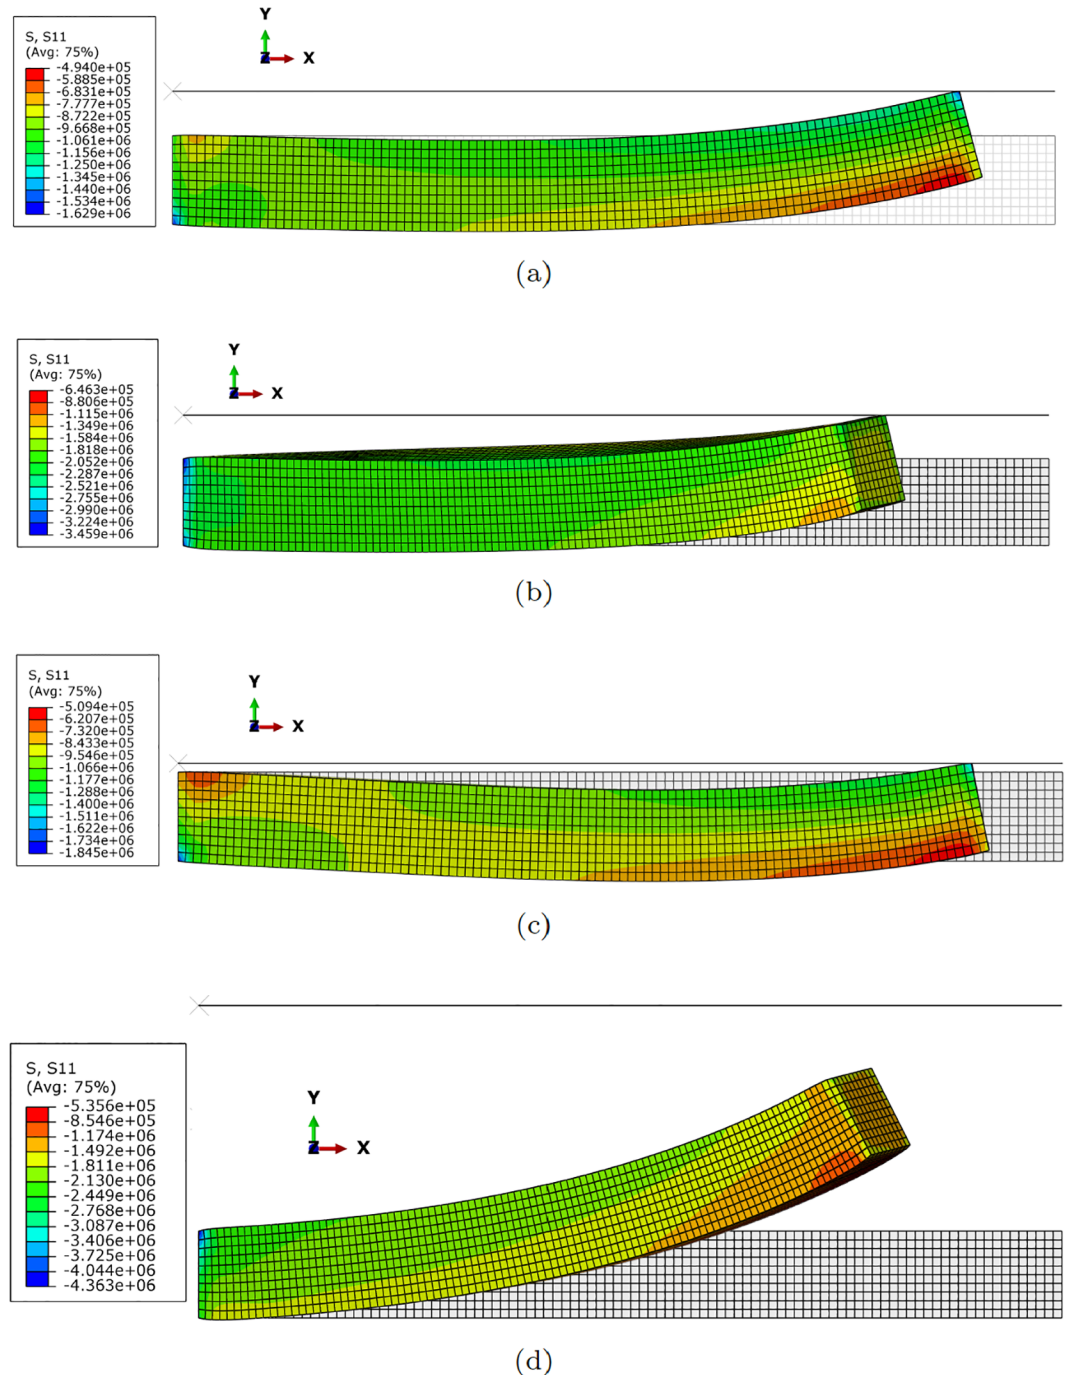 Y
X
Z
S, S11
(Avg: 75%)
-4.940e+05
-5.885e+05
-6.831e+05
-7.777e+05
-8.722e+05
-9.668e+05
-1.061e+06
-1.156e+06
-1.250e+06
-1.345e+06
-1.440e+06
-1.534e+06
-1.629e+06
(a)
Y
X
Z
S, S11
(Avg: 75%)
-6.463e+05
-8.806e+05
-1.115e+06
-1.349e+06
-1.584e+06
-1.818e+06
-2.052e+06
-2.287e+06
-2.521e+06
-2.755e+06
-2.990e+06
-3.224e+06
-3.459e+06
(b)
Y
X
Z
S, S11
(Avg: 75%)
-5.094e+05
-6.207e+05
-7.320e+05
-8.433e+05
-9.546e+05
-1.066e+06
-1.177e+06
-1.288e+06
-1.400e+06
-1.511e+06
-1.622e+06
-1.734e+06
-1.845e+06
(c)
S, S11
(Avg: 75%)
-5.356e+05
-8.546e+05
-1.174e+06
-1.492e+06
-1.811e+06
-2.130e+06
-2.449e+06
-2.768e+06
-3.087e+06
-3.406e+06
-3.725e+06
-4.044e+06
-4.363e+06
Y
X
Z
(d)